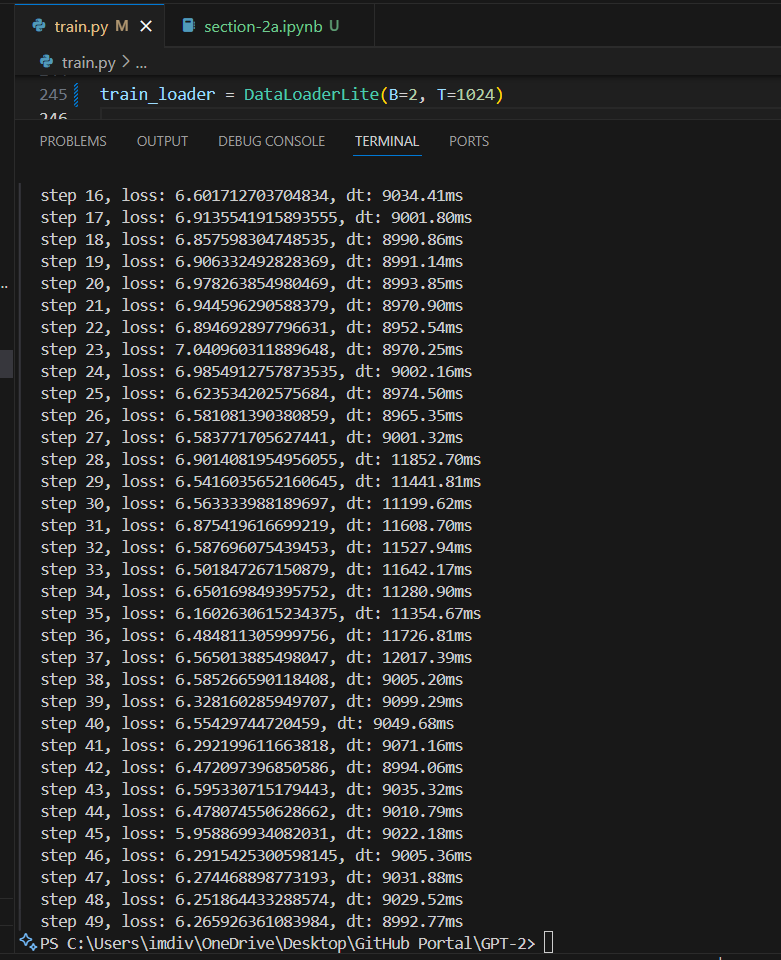 train.py M
section-2a.ipynb U
train.py > ...
245 train_loader = DataLoaderLite(B=2, T=1024)
246
PROBLEMS OUTPUT DEBUG CONSOLE TERMINAL PORTS
step 16, loss: 6.601712703704834, dt: 9034.41ms
step 17, loss: 6.9135541915893555, dt: 9001.80ms
step 18, loss: 6.857598304748535, dt: 8990.86ms
step 19, loss: 6.906332492828369, dt: 8991.14ms
step 20, loss: 6.978263854980469, dt: 8993.85ms
step 21, loss: 6.944596290588379, dt: 8970.90ms
step 22, loss: 6.894692897796631, dt: 8952.54ms
step 23, loss: 7.040960311889648, dt: 8970.25ms
step 24, loss: 6.9854912757873535, dt: 9002.16ms
step 25, loss: 6.623534202575684, dt: 8974.50ms
step 26, loss: 6.581081390380859, dt: 8965.35ms
step 27, loss: 6.583771705627441, dt: 9001.32ms
step 28, loss: 6.9014081954956055, dt: 11852.70ms
step 29, loss: 6.5416035652160645, dt: 11441.81ms
step 30, loss: 6.563333988189697, dt: 11199.62ms
step 31, loss: 6.875419616699219, dt: 11608.70ms
step 32, loss: 6.587696075439453, dt: 11527.94ms
step 33, loss: 6.501847267150879, dt: 11642.17ms
step 34, loss: 6.650169849395752, dt: 11280.90ms
step 35, loss: 6.1602630615234375, dt: 11354.67ms
step 36, loss: 6.484811305999756, dt: 11726.81ms
step 37, loss: 6.565013885498047, dt: 12017.39ms
step 38, loss: 6.585266590118408, dt: 9005.20ms
step 39, loss: 6.328160285949707, dt: 9099.29ms
step 40, loss: 6.55429744720459, dt: 9049.68ms
step 41, loss: 6.292199611663818, dt: 9071.16ms
step 42, loss: 6.472097396850586, dt: 8994.06ms
step 43, loss: 6.595330715179443, dt: 9035.32ms
step 44, loss: 6.478074550628662, dt: 9010.79ms
step 45, loss: 5.958869934082031, dt: 9022.18ms
step 46, loss: 6.2915425300598145, dt: 9005.36ms
step 47, loss: 6.274468898773193, dt: 9031.88ms
step 48, loss: 6.251864433288574, dt: 9029.52ms
step 49, loss: 6.265926361083984, dt: 8992.77ms
PS C:\Users\imdiv\OneDrive\Desktop\GitHub Portal\GPT-2>